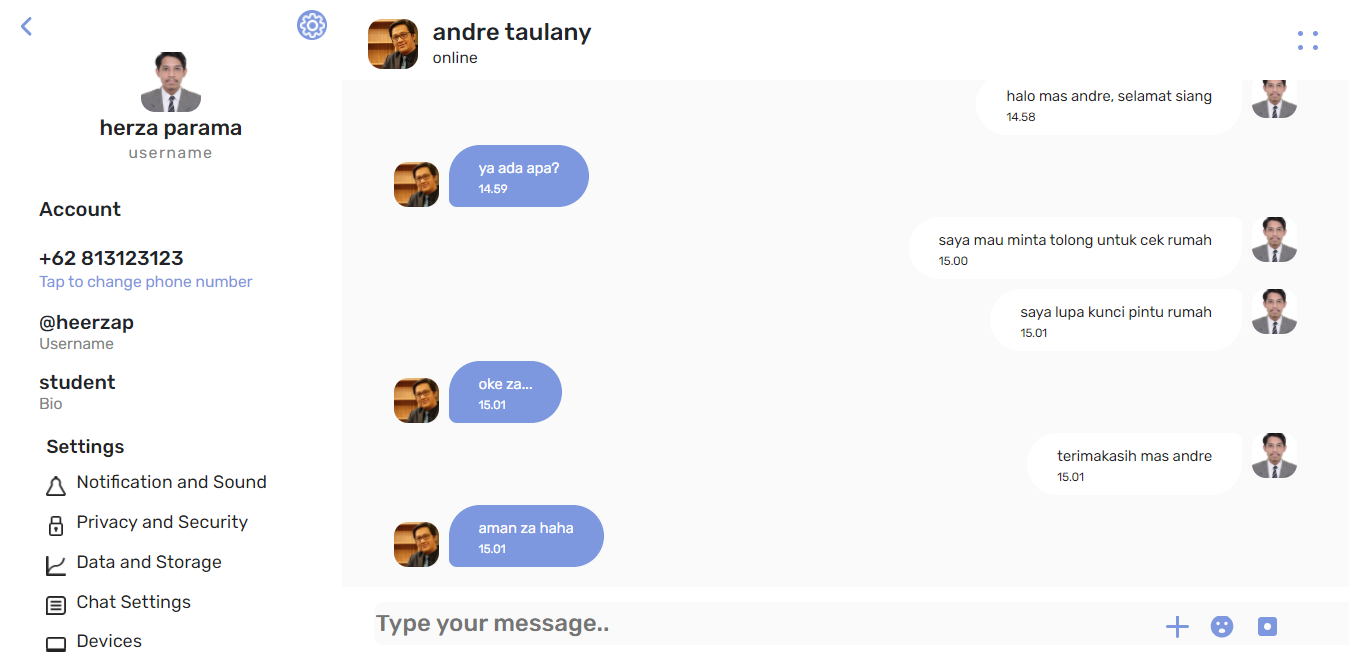 herza parama
username
Account
+62 813123123
Tap to change phone number
@heerzap
Username
student
Bio
Settings
Notification and Sound
Privacy and Security
Data and Storage
Chat Settings
Devices
andre taulany
online
halo mas andre, selamat siang
14.58
ya ada apa?
14.59
saya mau minta tolong untuk cek rumah
15.00
saya lupa kunci pintu rumah
15.01
oke za...
15.01
terimakasih mas andre
15.01
aman za haha
15.01
Type your message..